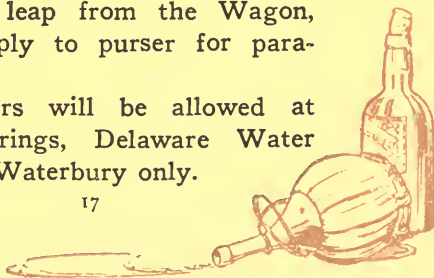 leap from the Wagon,
ply to purser for para-
rs will be allowed at
rings, Delaware Water
Waterbury only.
17